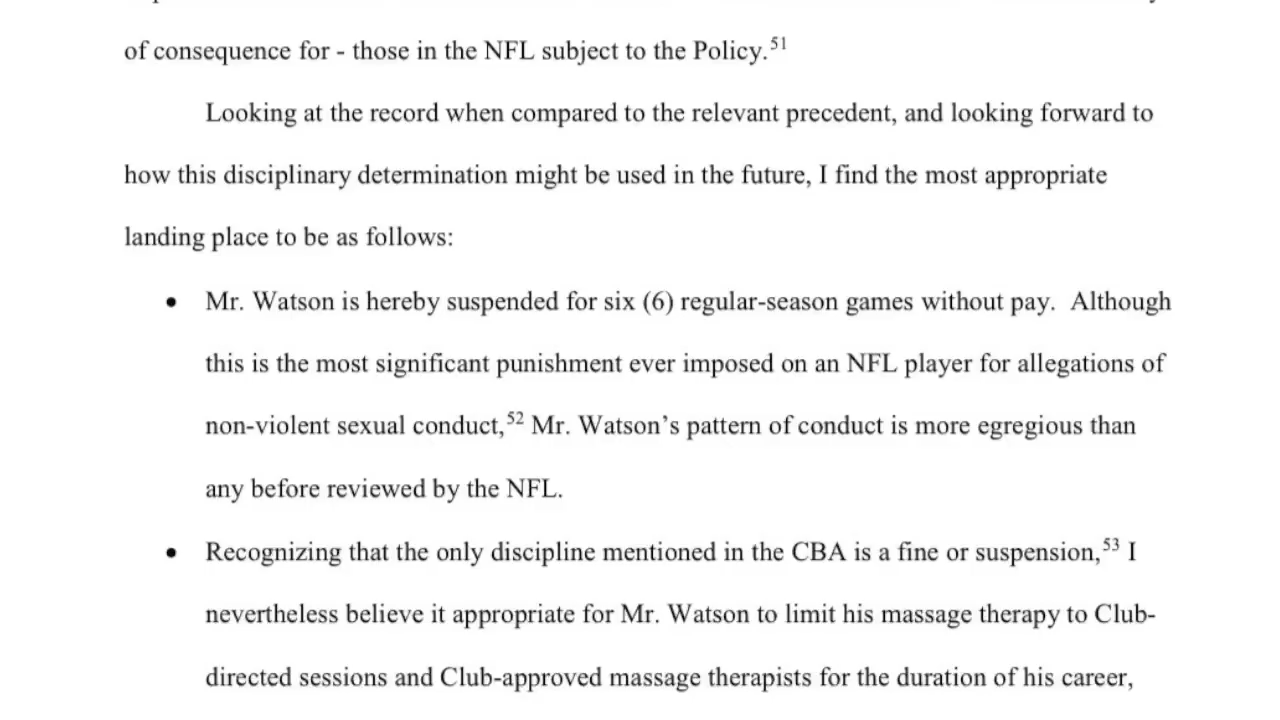 of consequence for - those in the NFL subject to the Policy.51
Looking at the record when compared to the relevant precedent, and looking forward to
how this disciplinary determination might be used in the future, I find the most appropriate
landing place to be as follows:
• Mr. Watson is hereby suspended for six (6) regular-season games without pay.  Although
this is the most significant punishment ever imposed on an NFL player for allegations of
non-violent sexual conduct,52 Mr. Watson’s pattern of conduct is more egregious than
any before reviewed by the NFL.
• Recognizing that the only discipline mentioned in the CBA is a fine or suspension,53 I
nevertheless believe it appropriate for Mr. Watson to limit his massage therapy to Club-
directed sessions and Club-approved massage therapists for the duration of his career,